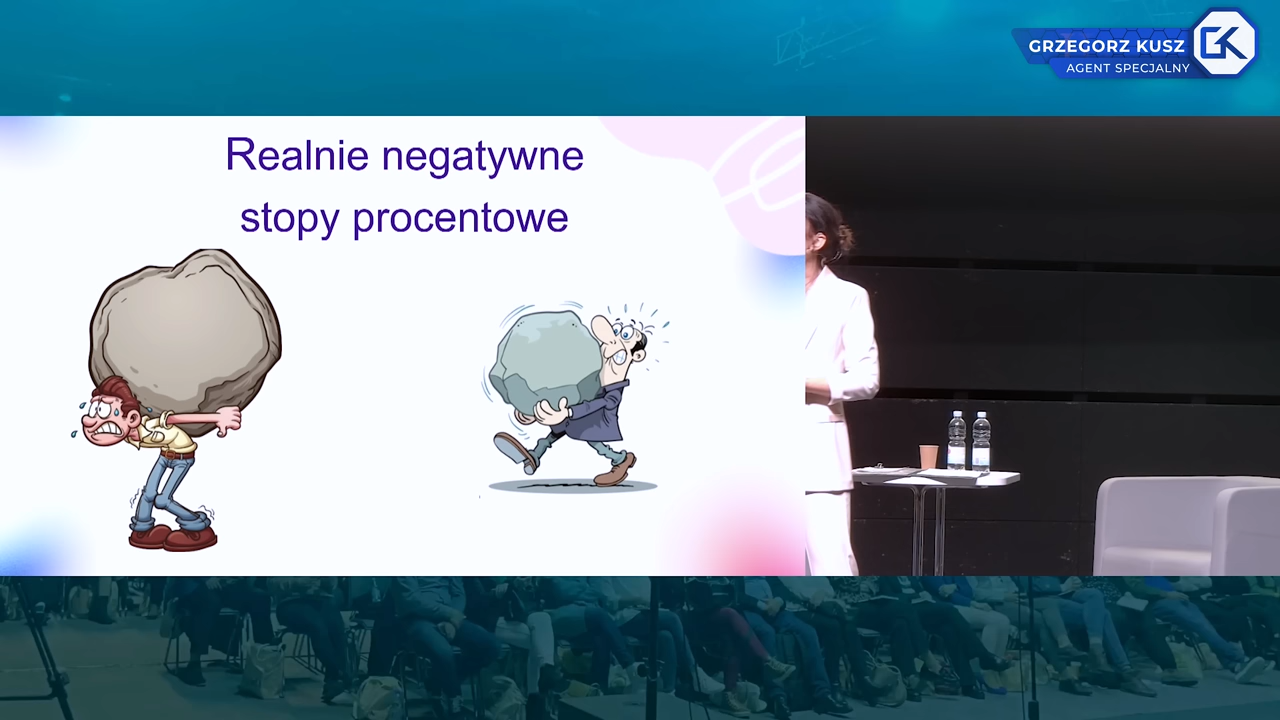 GRZEGORZ KUSZ
AGENT SPECJALNY
Realnie negatywne
stopy procentowe